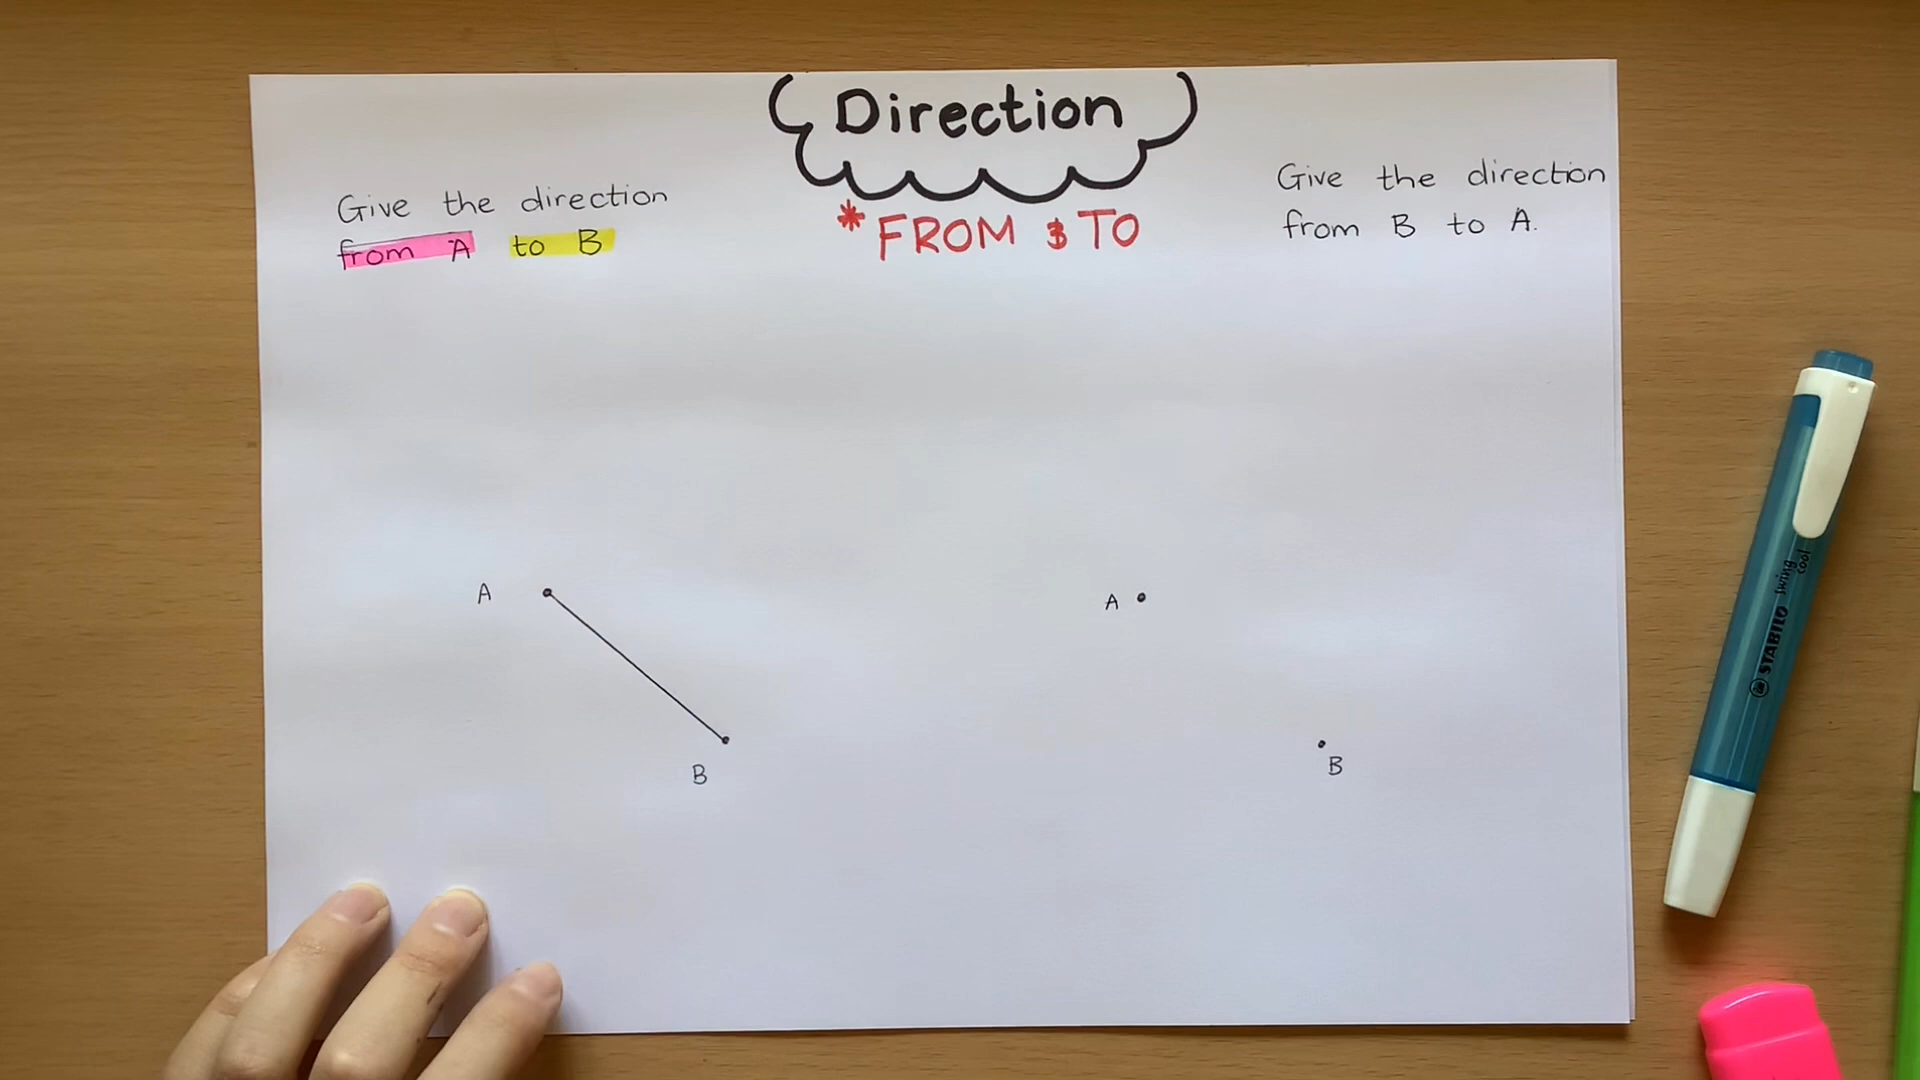 Direction
* FROM & TO
Give the direction
from A to B
Give the direction
from B to A.
A
B
A
B
STABILO swing cool